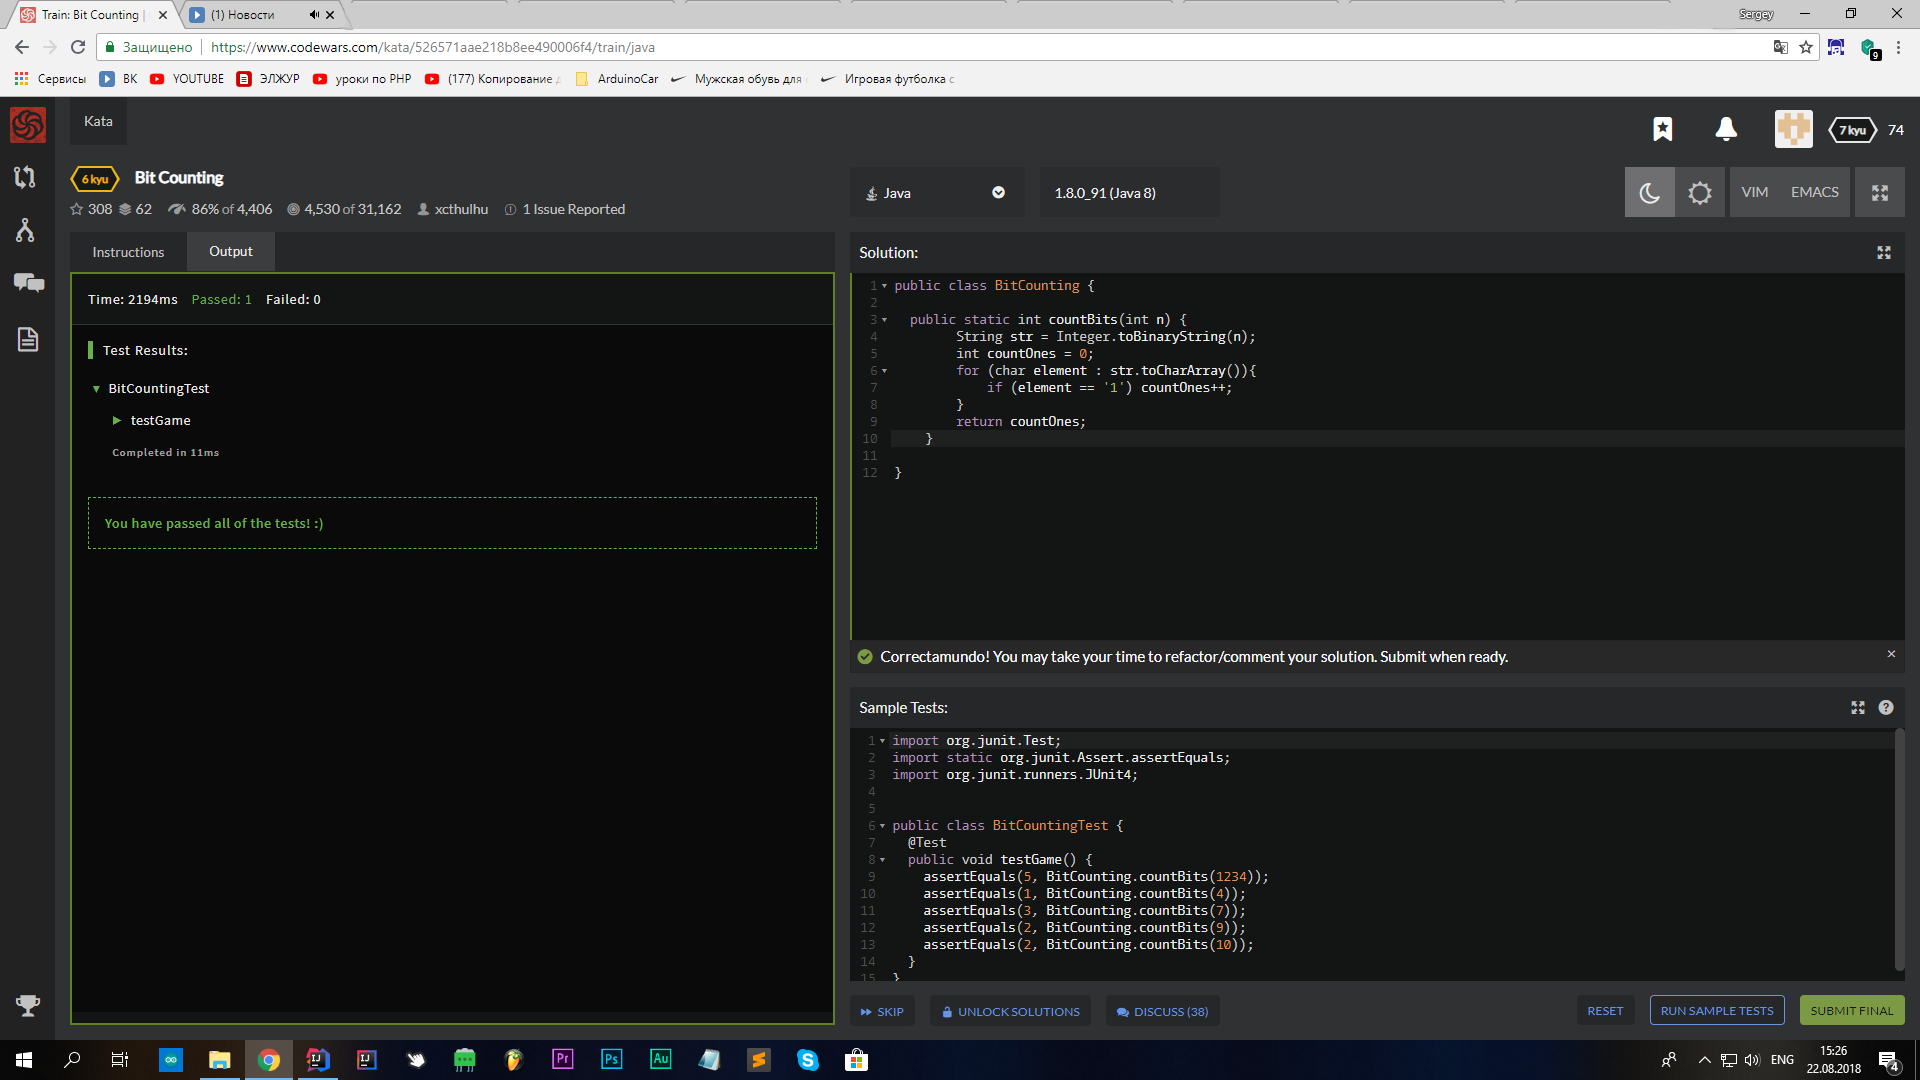 Train: Bit Counting |
(1) Новости
Sergey
Защищено
https://www.codewars.com/kata/526571aae218b8ee490006f4/train/java
9
Сервисы
ВК
YOUTUBE
ЭЛЖУР
уроки по PHP
(177) Копирование
ArduinoCar
Мужская обувь для
Игровая футболка с
Kata
7 kyu
74
6 kyu
Bit Counting
308
62
86% of 4,406
4,530 of 31,162
xcthulhu
1 Issue Reported
Java
1.8.0_91 (Java 8)
VIM
EMACS
Instructions
Output
Time: 2194ms Passed: 1 Failed: 0
Test Results:
BitCountingTest
testGame
Completed in 11ms
You have passed all of the tests! :)
Solution:
1 public class BitCounting {
2
3 public static int countBits(int n) {
4 String str = Integer.toBinaryString(n);
5 int countOnes = 0;
6 for (char element : str.toCharArray()){
7 if (element == '1') countOnes++;
8 }
9 return countOnes;
10 }
11
12 }
Correctamundo! You may take your time to refactor/comment your solution. Submit when ready.
Sample Tests:
1 import org.junit.Test;
2 import static org.junit.Assert.assertEquals;
3 import org.junit.runners.JUnit4;
4
5
6 public class BitCountingTest {
7 @Test
8 public void testGame() {
9 assertEquals(5, BitCounting.countBits(1234));
10 assertEquals(1, BitCounting.countBits(4));
11 assertEquals(3, BitCounting.countBits(7));
12 assertEquals(2, BitCounting.countBits(9));
13 assertEquals(2, BitCounting.countBits(10));
14 }
15 }
SKIP
UNLOCK SOLUTIONS
DISCUSS (38)
RESET
RUN SAMPLE TESTS
SUBMIT FINAL
IJ
IJ
Pr
Ps
Au
ENG
15:26
22.08.2018
4